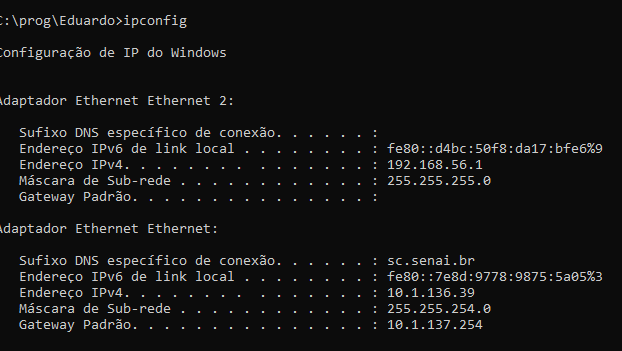 C:\prog\Eduardo>ipconfig
Configuração de IP do Windows
Adaptador Ethernet Ethernet 2:
Sufixo DNS específico de conexão. . . . . . :
Endereço IPv6 de link local . . . . . . . . : fe80::d4bc:50f8:da17:bfe6%9
Endereço IPv4. . . . . . . .  . . . . . . . : 192.168.56.1
Máscara de Sub-rede . . . . . . . . . . . . : 255.255.255.0
Gateway Padrão. . . . . . . . . . . . . . . :
Adaptador Ethernet Ethernet:
Sufixo DNS específico de conexão. . . . . . : sc.senai.br
Endereço IPv6 de link local . . . . . . . . : fe80::7e8d:9778:9875:5a05%3
Endereço IPv4. . . . . . . .  . . . . . . . : 10.1.136.39
Máscara de Sub-rede . . . . . . . . . . . . : 255.255.254.0
Gateway Padrão. . . . . . . . . . . . . . . : 10.1.137.254